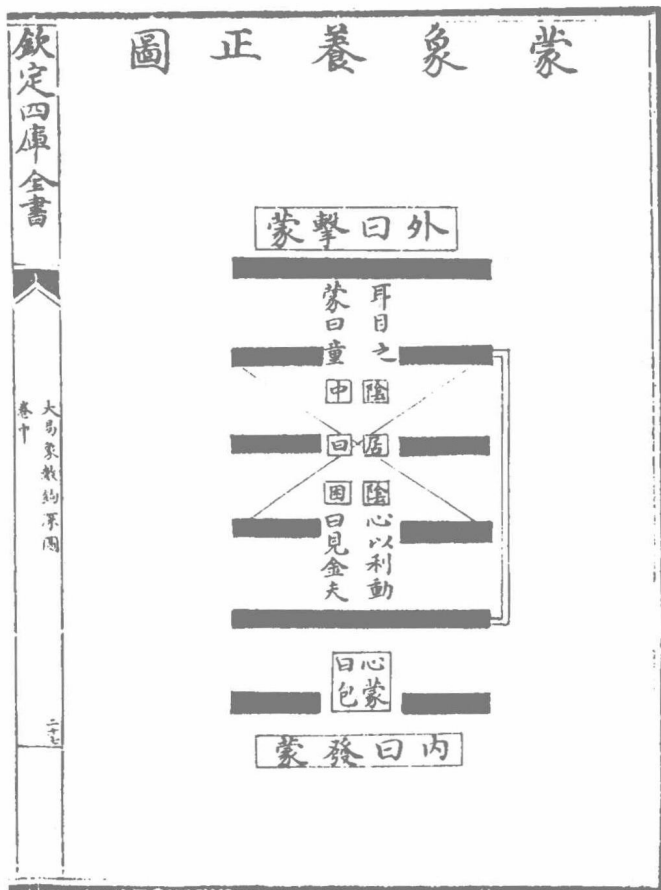 蒙象養正圖
外曰擊蒙
耳目之
蒙曰童
陰居陰
中曰困
心以利動
曰見金夫
心蒙
曰包
內曰發蒙
欽定四庫全書
大易象數鈎深圖
卷中
二十七